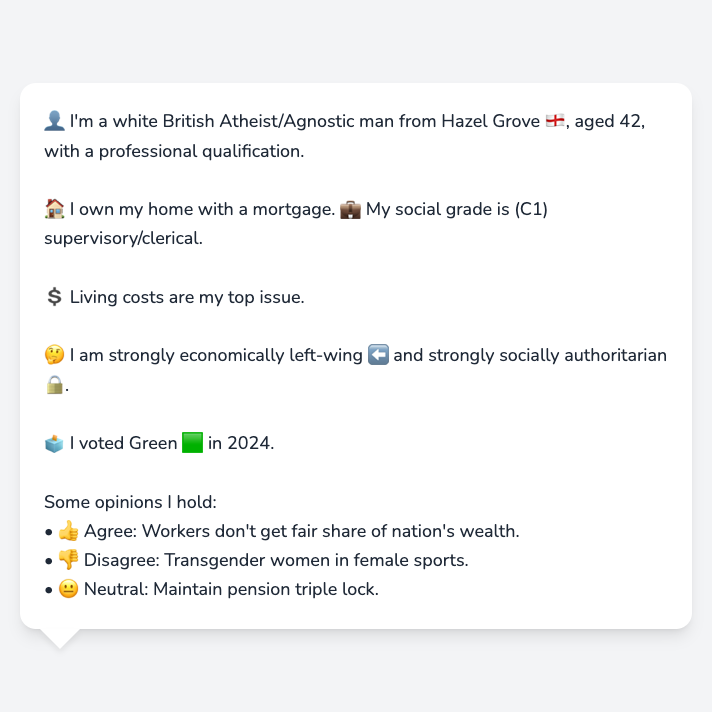 👤 I'm a white British Atheist/Agnostic man from Hazel Grove 🏴󠁧󠁢󠁥󠁮󠁧󠁿, aged 42,
with a professional qualification.
🏠 I own my home with a mortgage. 💼 My social grade is (C1)
supervisory/clerical.
💲 Living costs are my top issue.
🤔 I am strongly economically left-wing ⬅️ and strongly socially authoritarian
🔒.
🗳️ I voted Green 🟩 in 2024.
Some opinions I hold:
• 👍 Agree: Workers don't get fair share of nation's wealth.
• 👎 Disagree: Transgender women in female sports.
• 😐 Neutral: Maintain pension triple lock.